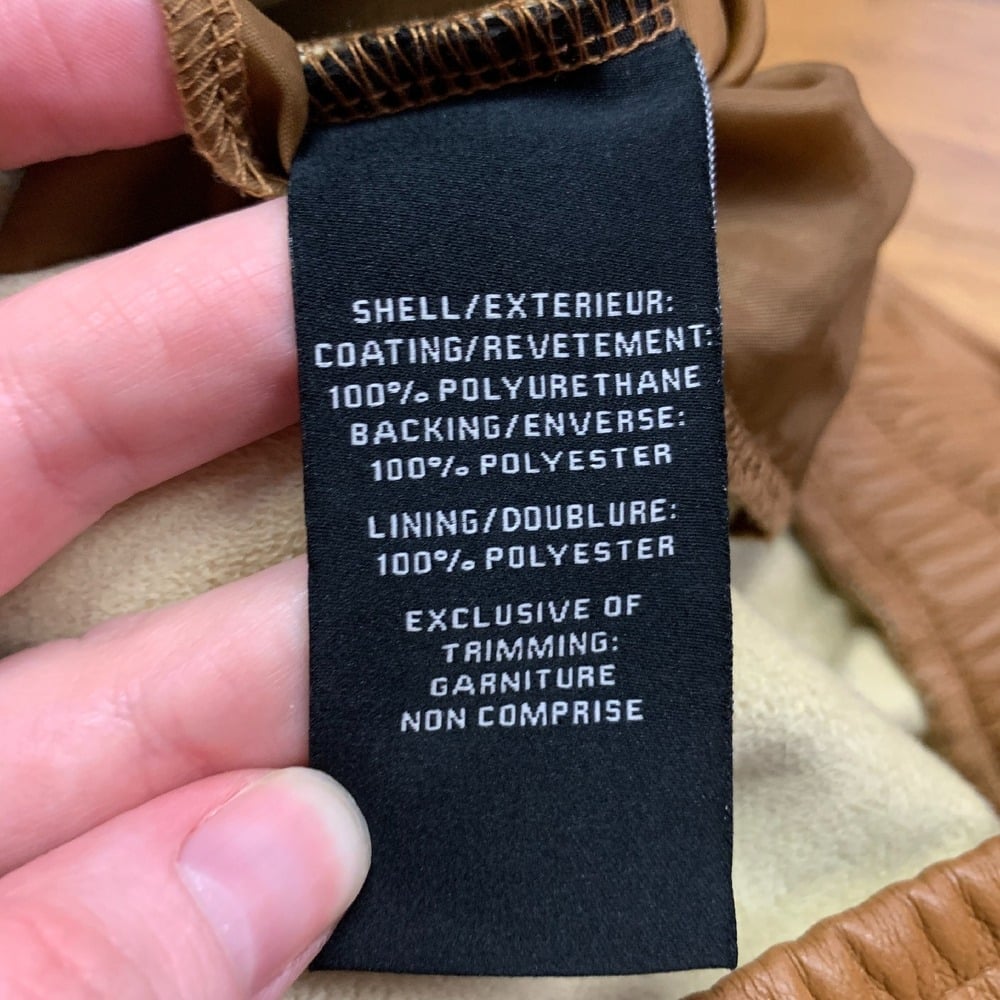 SHELL/EXTERIEUR:
COATING/REVETEMENT:
100% POLYURETHANE
BACKING/ENVERSE:
100% POLYESTER
LINING/DOUBLURE:
100% POLYESTER
EXCLUSIVE OF
TRIMMING:
GARNITURE
NON COMPRISE